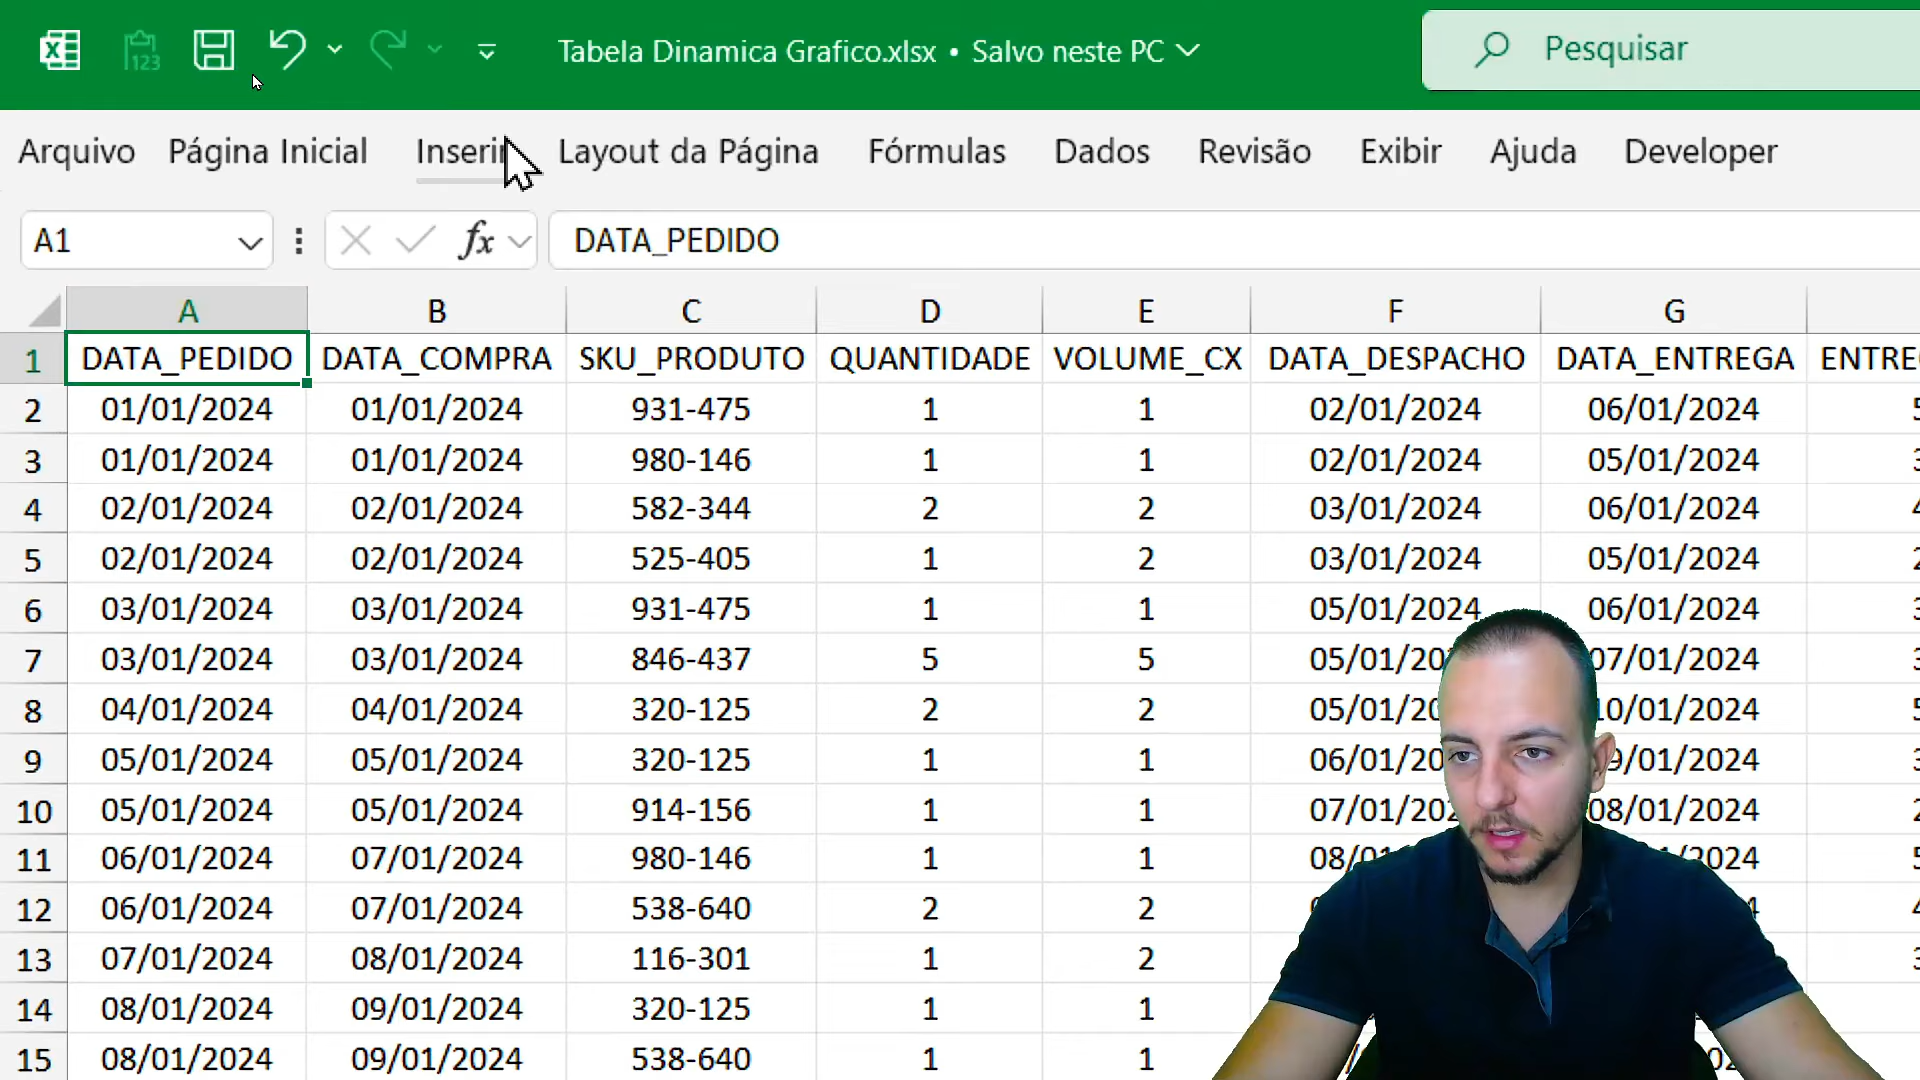 123
Tabela Dinamica Grafico.xlsx • Salvo neste PC
Pesquisar
Arquivo Página Inicial Inserir Layout da Página Fórmulas Dados Revisão Exibir Ajuda Developer
A1 fx DATA_PEDIDO
A B C D E F G
1 DATA_PEDIDO DATA_COMPRA SKU_PRODUTO QUANTIDADE VOLUME_CX DATA_DESPACHO DATA_ENTREGA
2 01/01/2024 01/01/2024 931-475 1 1 02/01/2024 06/01/2024
3 01/01/2024 01/01/2024 980-146 1 1 02/01/2024 05/01/2024
4 02/01/2024 02/01/2024 582-344 2 2 03/01/2024 06/01/2024
5 02/01/2024 02/01/2024 525-405 1 2 03/01/2024 05/01/2024
6 03/01/2024 03/01/2024 931-475 1 1 05/01/2024 06/01/2024
7 03/01/2024 03/01/2024 846-437 5 5 05/01/20 07/01/2024
8 04/01/2024 04/01/2024 320-125 2 2 05/01/20 10/01/2024
9 05/01/2024 05/01/2024 320-125 1 1 06/01/20 9/01/2024
10 05/01/2024 05/01/2024 914-156 1 1 07/01/202 08/01/2024
11 06/01/2024 07/01/2024 980-146 1 1 08/01 /2024
12 06/01/2024 07/01/2024 538-640 2 2
13 07/01/2024 08/01/2024 116-301 1 2
14 08/01/2024 09/01/2024 320-125 1 1
15 08/01/2024 09/01/2024 538-640 1 1